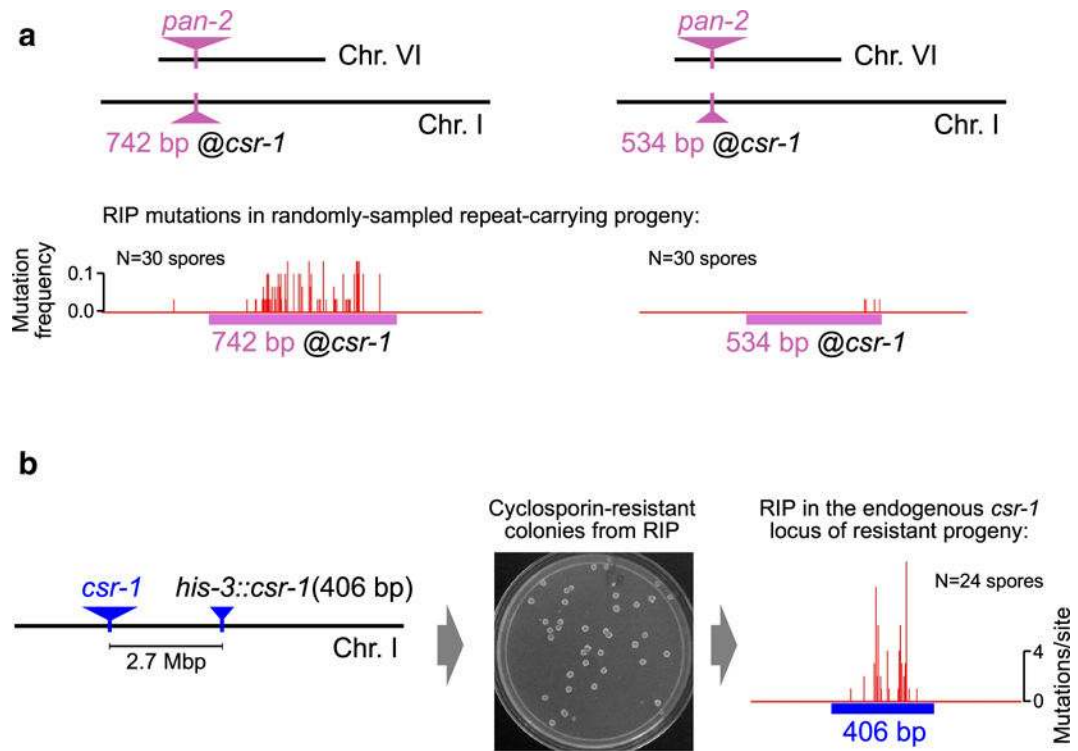 a
pan-2
Chr. VI
Chr. I
742 bp @csr-1
pan-2
Chr. VI
Chr. I
534 bp @csr-1
RIP mutations in randomly-sampled repeat-carrying progeny:
Mutation
frequency
0.1
0.0
N=30 spores
742 bp @csr-1
N=30 spores
534 bp @csr-1
b
csr-1
his-3::csr-1(406 bp)
Chr. I
2.7 Mbp
Cyclosporin-resistant
colonies from RIP
RIP in the endogenous csr-1
locus of resistant progeny:
N=24 spores
4
0
Mutations/site
406 bp